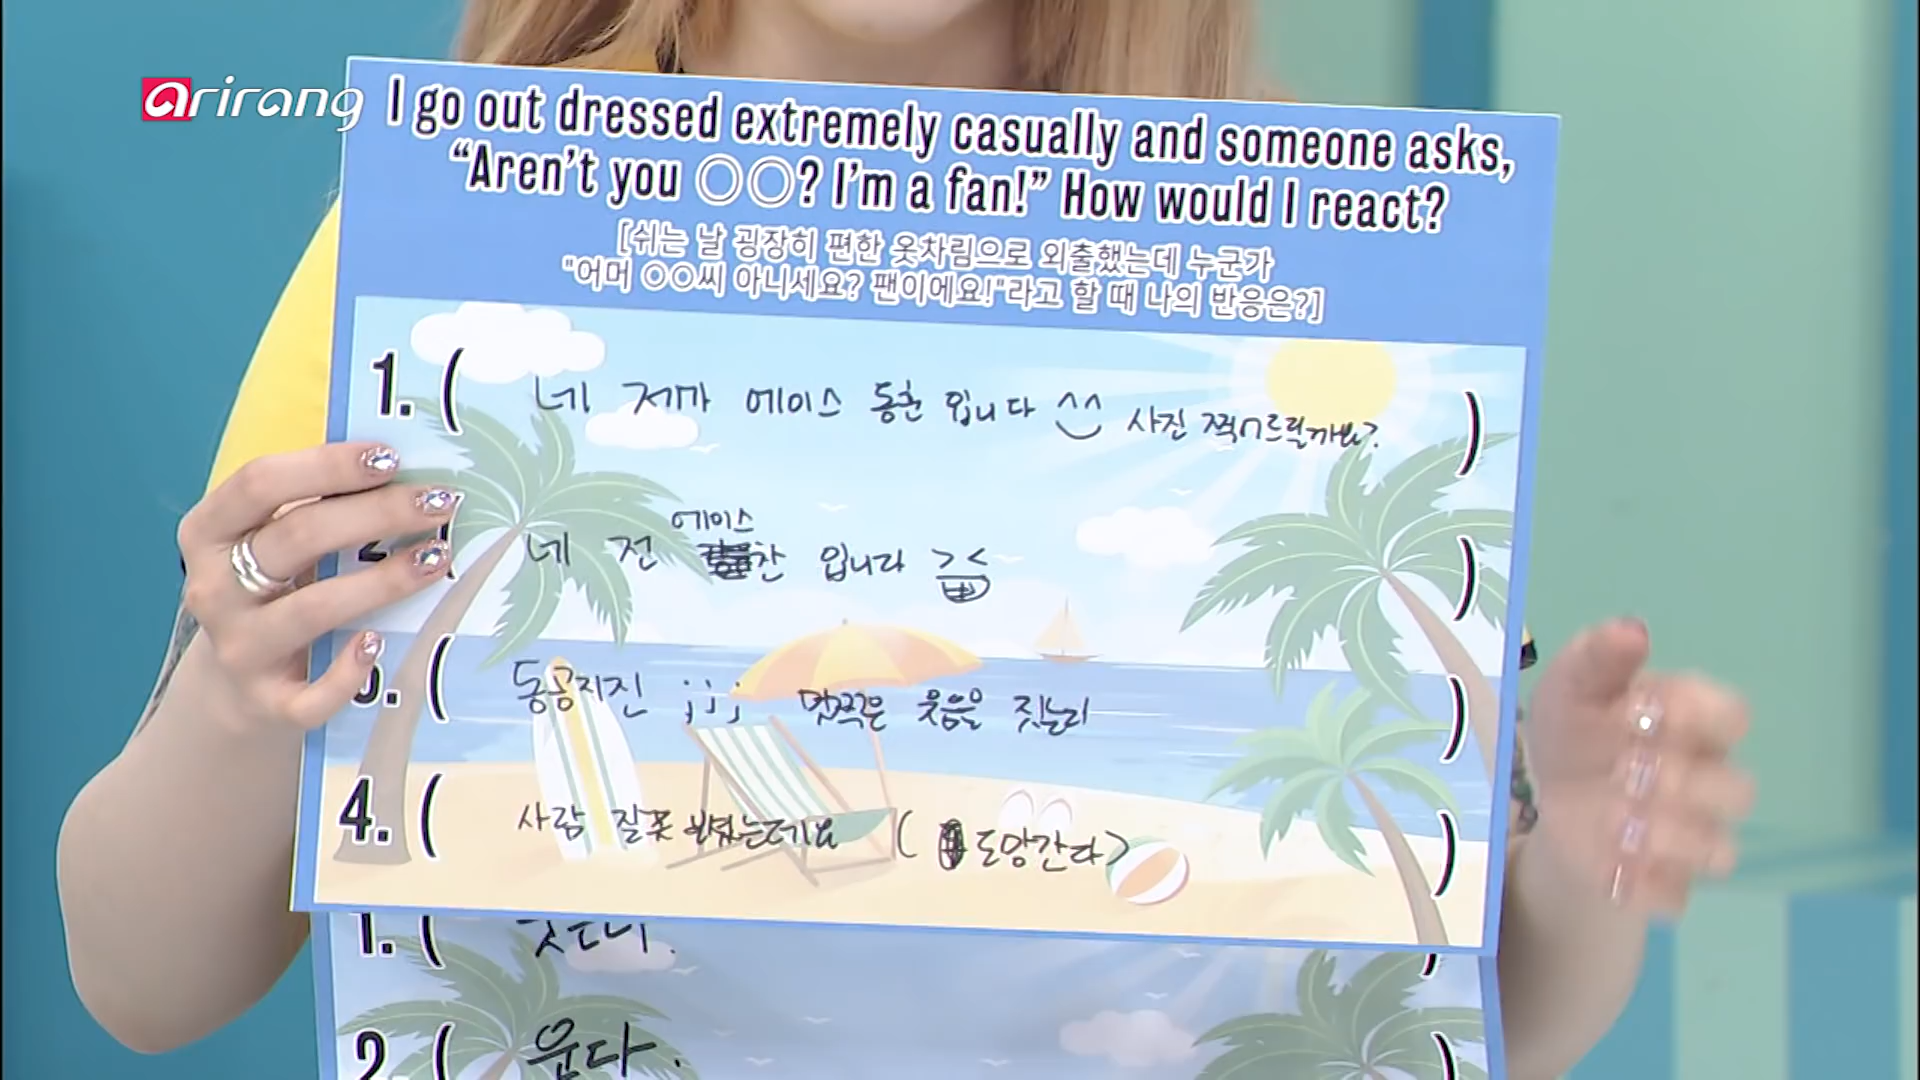 arirang
I go out dressed extremely casually and someone asks,
“Aren’t you ○○? I’m a fan!” How would I react?
[쉬는 날 굉장히 편한 옷차림으로 외출했는데 누군가
"어머 ○○씨 아니세요? 팬이에요!"라고 할 때 나의 반응은?]
1. ( 네 제가 에이스 동훈 입니다 ^^ 사진 찍어드릴까요? )
에이스
2. ( 네 전 찬 입니다 >< )
3. ( 동공지진 ;;; 멋쩍은 웃음을 짓는다 )
4. ( 사람 잘못 보셨는데요 ( 도망간다) )
1. (
2. ( 운다. )